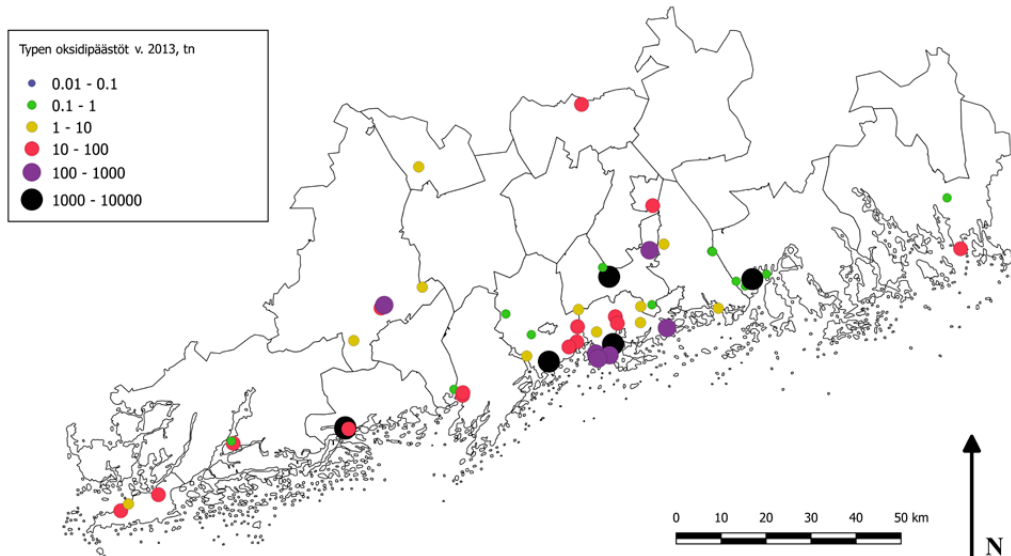 Typen oksidipäästöt v. 2013, tn
0.01 - 0.1
0.1 - 1
1 - 10
10 - 100
100 - 1000
1000 - 10000
0 10 20 30 40 50 km
N